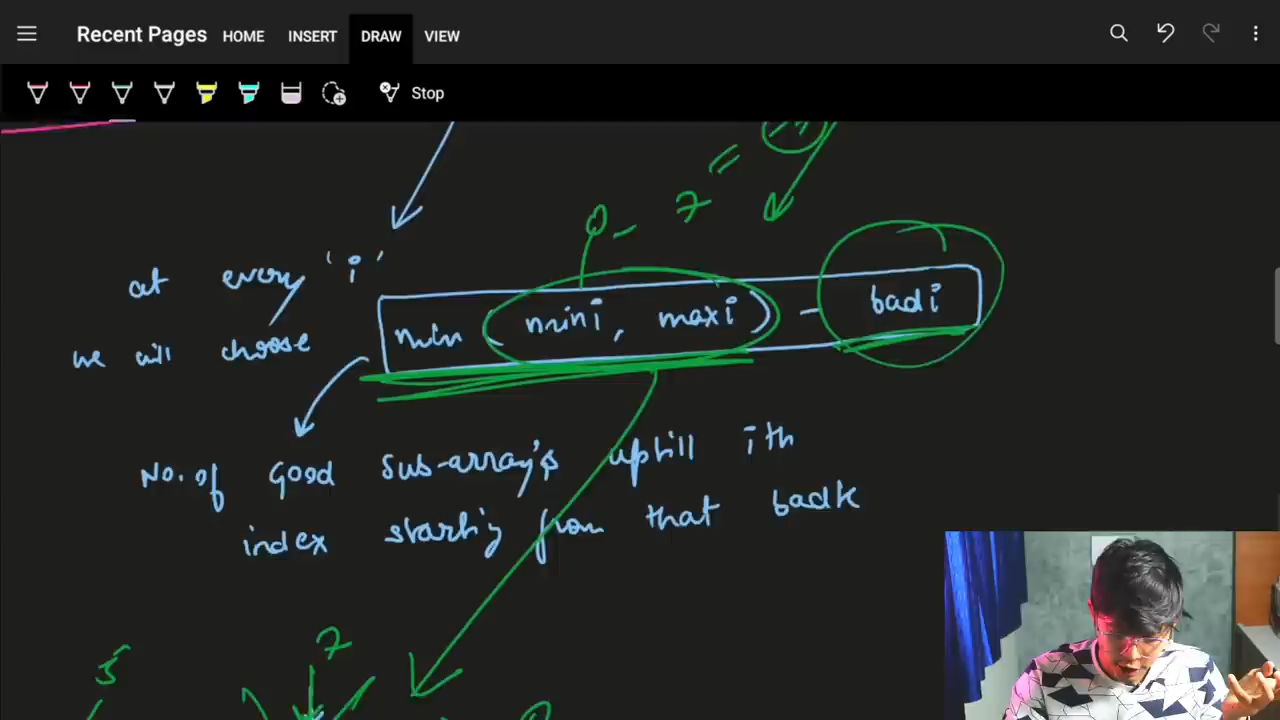 Recent Pages HOME INSERT DRAW VIEW
Stop
0- 7 =
at every 'i'
we will choose
min (mini, maxi) - badi
No. of Good Sub-array's uptill ith
index starting from that badk
5 7